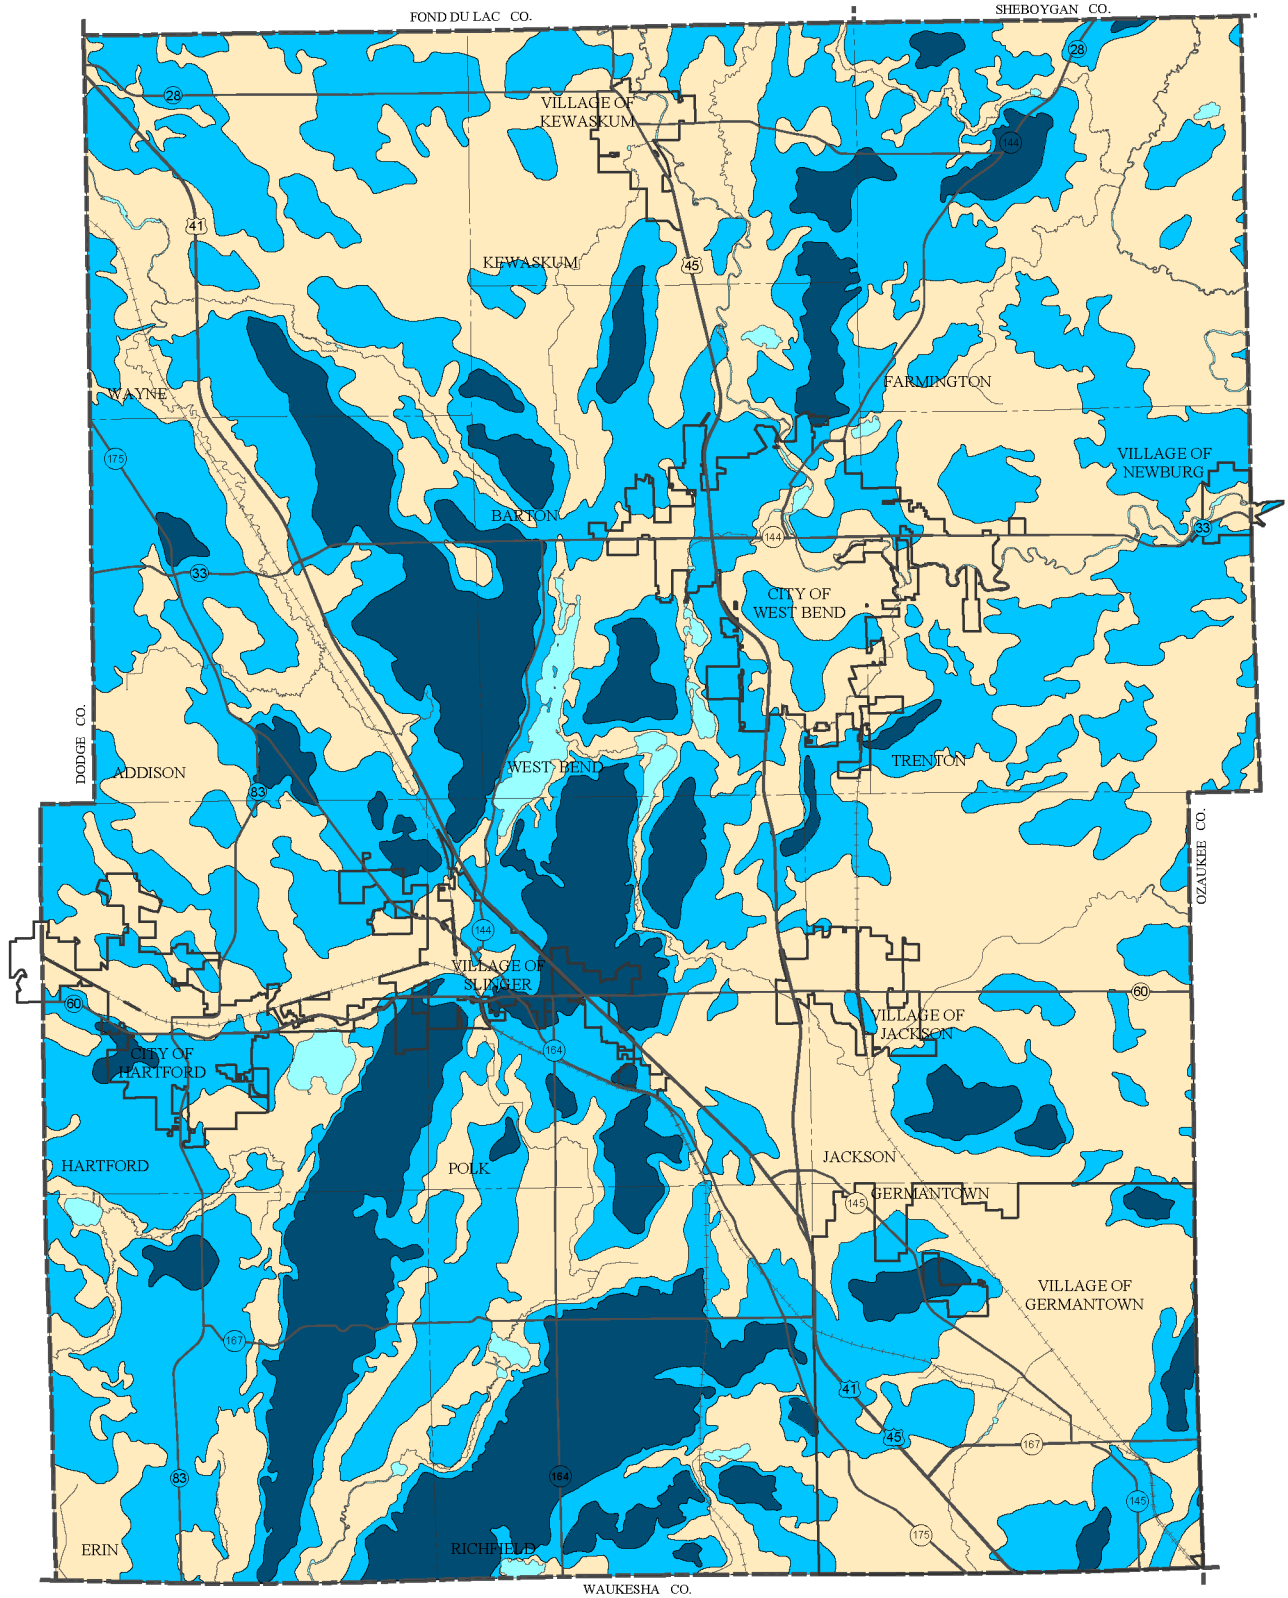 FOND DU LAC CO.
SHEBOYGAN CO.
28
28
VILLAGE OF
KEWASKUM
144
41
KEWASKUM
45
WAYNE
FARMINGTON
175
VILLAGE OF
NEWBURG
BARTON
33
144
33
CITY OF
WEST BEND
DODGE CO.
ADDISON
WEST BEND
TRENTON
83
OZAUKEE CO.
144
VILLAGE OF
SLINGER
60
60
VILLAGE OF
JACKSON
CITY OF
HARTFORD
164
HARTFORD
POLK
JACKSON
GERMANTOWN
145
VILLAGE OF
GERMANTOWN
167
41
45
167
83
164
145
175
ERIN
RICHFIELD
WAUKESHA CO.